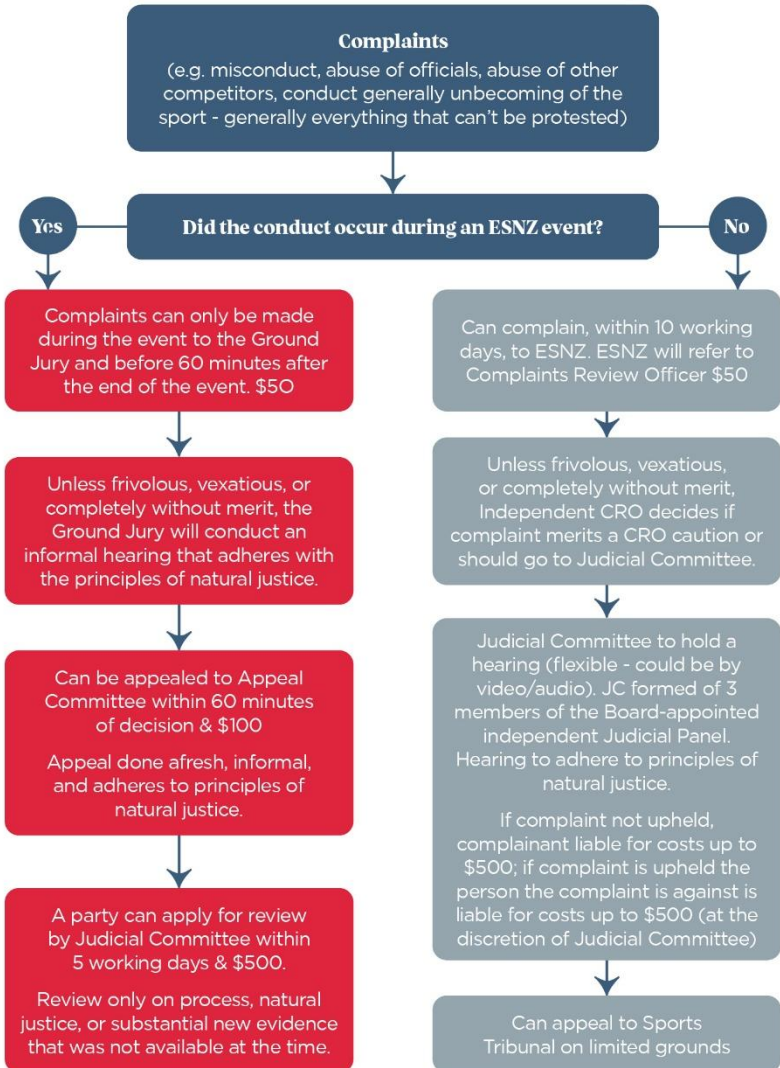 Complaints
(e.g. misconduct, abuse of officials, abuse of other
competitors, conduct generally unbecoming of the
sport - generally everything that can't be protested)
Did the conduct occur during an ESNZ event?
Yes
No
Complaints can only be made
during the event to the Ground
Jury and before 60 minutes after
the end of the event. $5O
Unless frivolous, vexatious, or
completely without merit, the
Ground Jury will conduct an
informal hearing that adheres with
the principles of natural justice.
Can be appealed to Appeal
Committee within 60 minutes
of decision & $100
Appeal done afresh, informal,
and adheres to principles of
natural justice.
A party can apply for review
by Judicial Committee within
5 working days & $500.
Review only on process, natural
justice, or substantial new evidence
that was not available at the time.
Can complain, within 10 working
days, to ESNZ. ESNZ will refer to
Complaints Review Officer $50
Unless frivolous, vexatious,
or completely without merit,
Independent CRO decides if
complaint merits a CRO caution or
should go to Judicial Committee.
Judicial Committee to hold a
hearing (flexible - could be by
video/audio). JC formed of 3
members of the Board-appointed
independent Judicial Panel.
Hearing to adhere to principles of
natural justice.
If complaint not upheld,
complainant liable for costs up to
$500; if complaint is upheld the
person the complaint is against is
liable for costs up to $500 (at the
discretion of Judicial Committee)
Can appeal to Sports
Tribunal on limited grounds